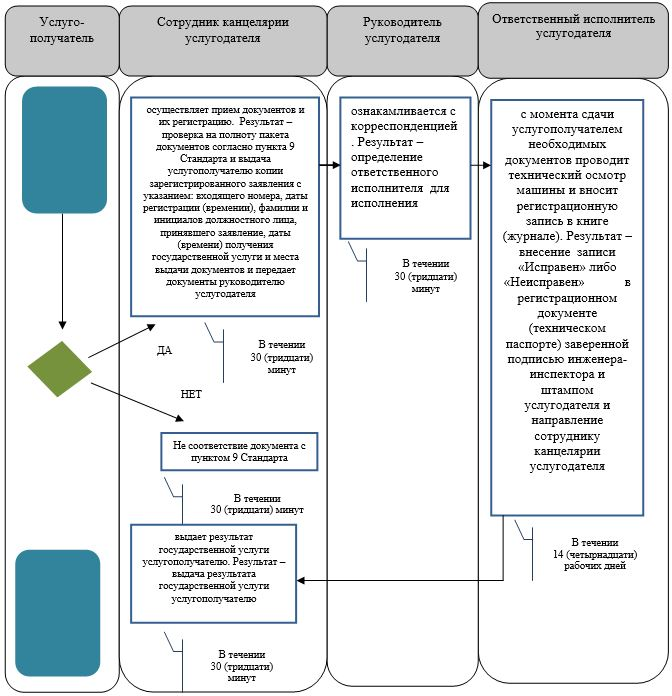 Услуго-
получатель
Сотрудник канцелярии
услугодателя
Руководитель
услугодателя
Ответственный исполнитель
услугодателя
осуществляет прием документов и
их регистрацию. Результат –
проверка на полноту пакета
документов согласно пункта 9
Стандарта и выдача
услугополучателю копии
зарегистрированного заявления с
указанием: входящего номера, даты
регистрации (времении), фамилии и
инициалов должностного лица,
принявшего заявление, даты
(времени) получения
государственной услуги и места
выдачи документов и передает
документы руководителю
услугодателя
В течении
30 (тридцати)
минут
ознакамливается с
корреспонденцией
. Результат –
определение
ответственного
исполнителя для
исполнения
В течении
30 (тридцати)
минут
с момента сдачи
услугополучателем
необходимых
документов проводит
технический осмотр
машины и вносит
регистрационную
запись в книге
(журнале). Результат –
внесение записи
«Исправен» либо
«Неисправен» в
регистрационном
документе
(техническом
паспорте) заверенной
подписью инженера-
инспектора и
штампом
услугодателя и
направление
сотруднику
канцелярии
услугодателя
В течении
14 (четырнадцати)
рабочих дней
ДА
НЕТ
Не соответствие документа с
пунктом 9 Стандарта
В течении
30 (тридцати) минут
выдает результат
государственной услуги
услугополучателю. Результат –
выдача результата
государственной услуги
услугополучателю
В течении
30 (тридцати)
минут